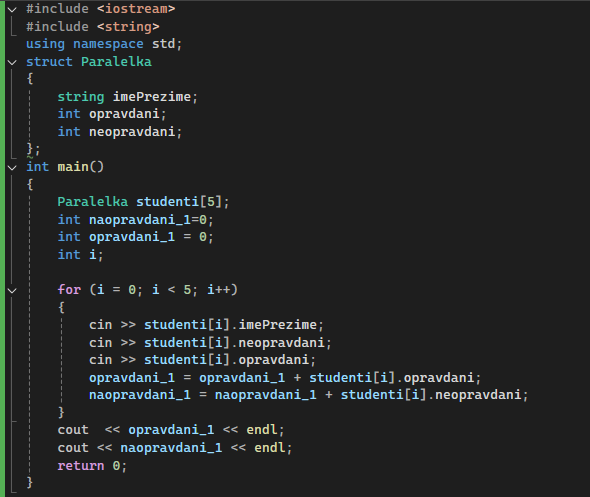 #include <iostream>
#include <string>
using namespace std;
struct Paralelka
{
    string imePrezime;
    int opravdani;
    int neopravdani;
};
int main()
{
    Paralelka studenti[5];
    int naopravdani_1=0;
    int opravdani_1 = 0;
    int i;

    for (i = 0; i < 5; i++)
    {
        cin >> studenti[i].imePrezime;
        cin >> studenti[i].neopravdani;
        cin >> studenti[i].opravdani;
        opravdani_1 = opravdani_1 + studenti[i].opravdani;
        naopravdani_1 = naopravdani_1 + studenti[i].neopravdani;
    }
    cout  << opravdani_1 << endl;
    cout << naopravdani_1 << endl;
    return 0;
}